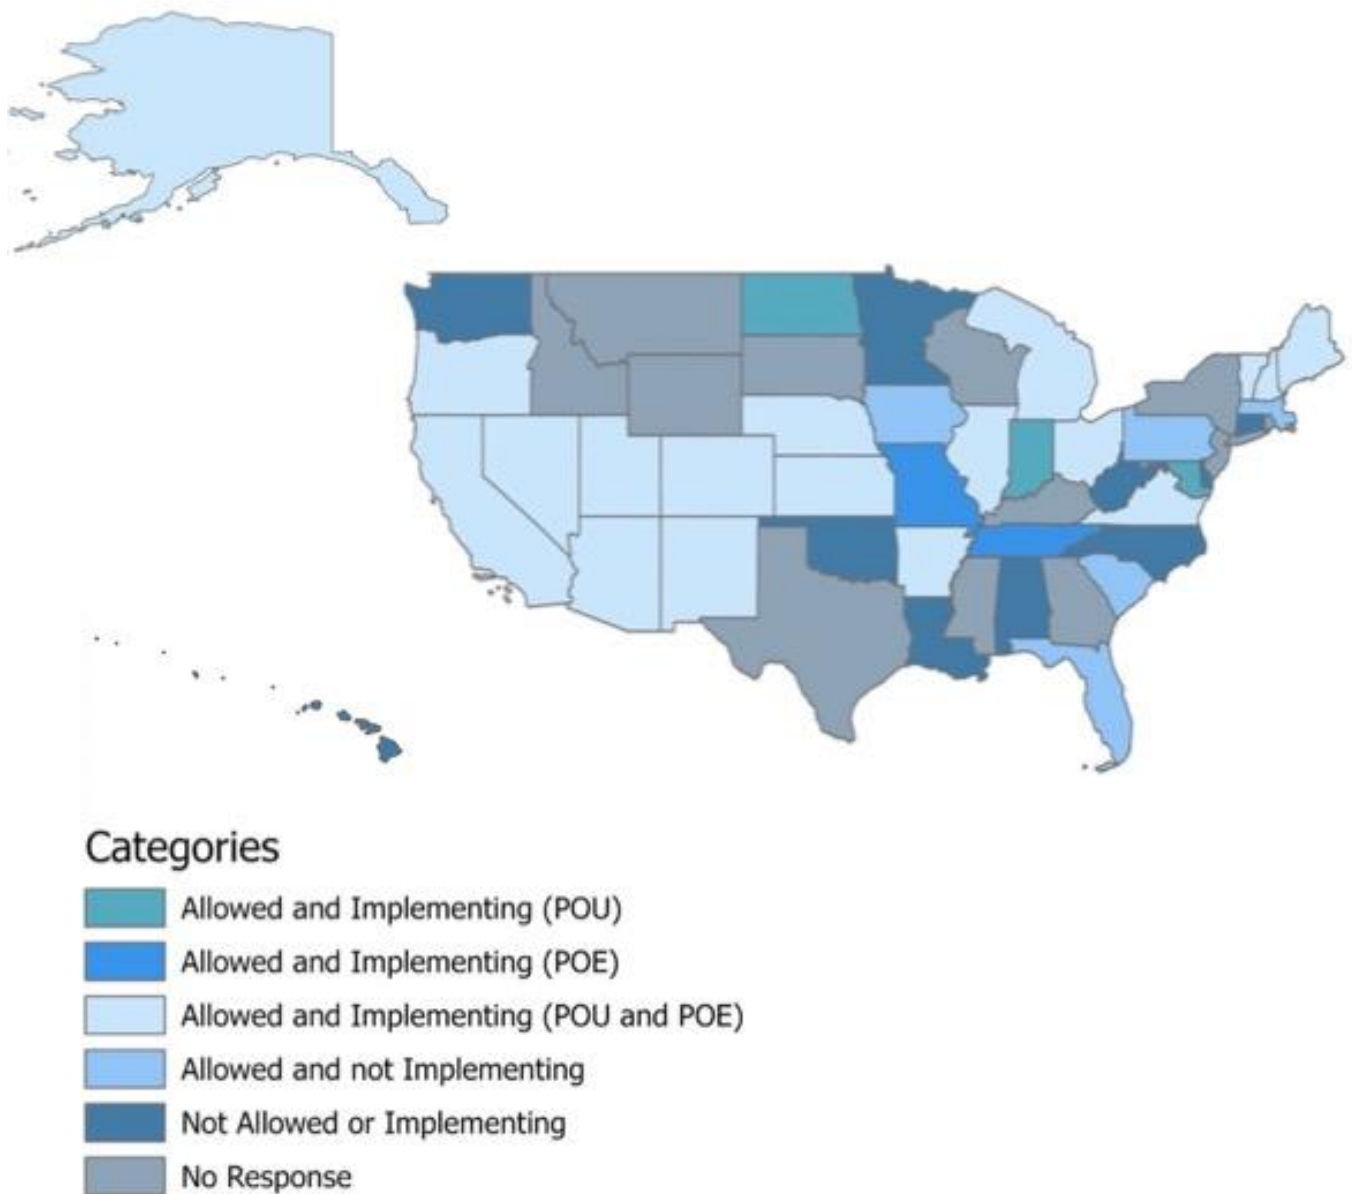 Categories
Allowed and Implementing (POU)
Allowed and Implementing (POE)
Allowed and Implementing (POU and POE)
Allowed and not Implementing
Not Allowed or Implementing
No Response